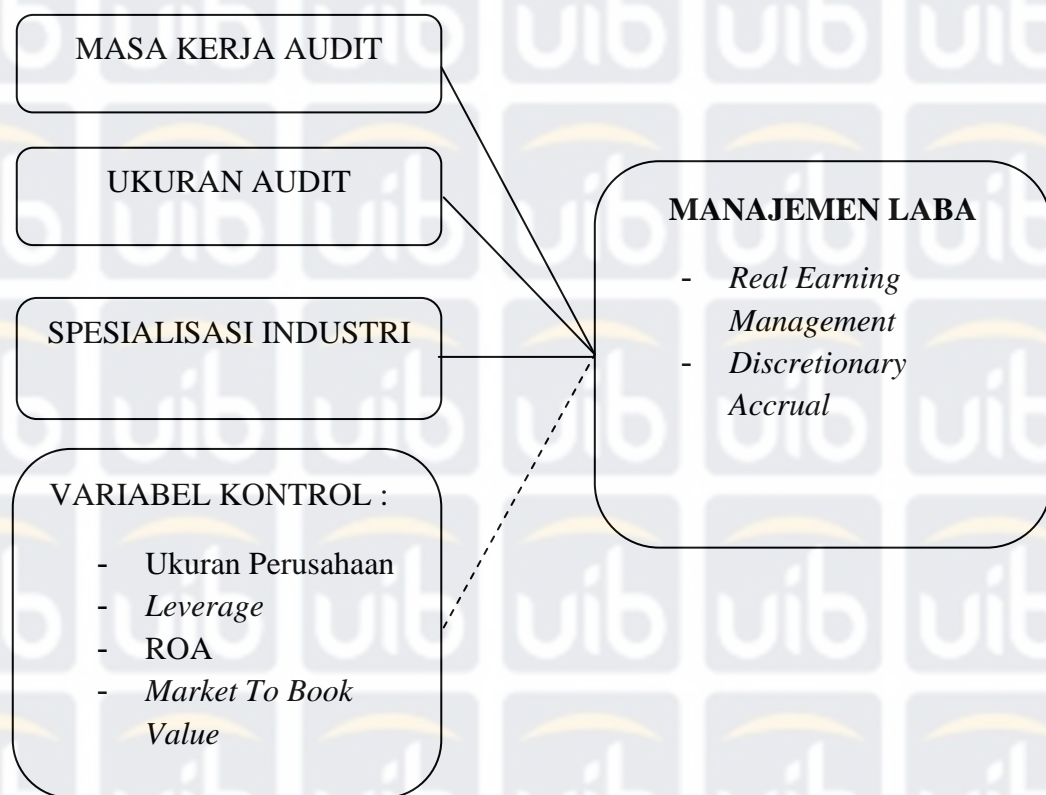 MASA KERJA AUDIT
UKURAN AUDIT
SPESIALISASI INDUSTRI
VARIABEL KONTROL :
- Ukuran Perusahaan
- Leverage
- ROA
- Market To Book
Value
MANAJEMEN LABA
- Real Earning
Management
- Discretionary
Accrual
uib